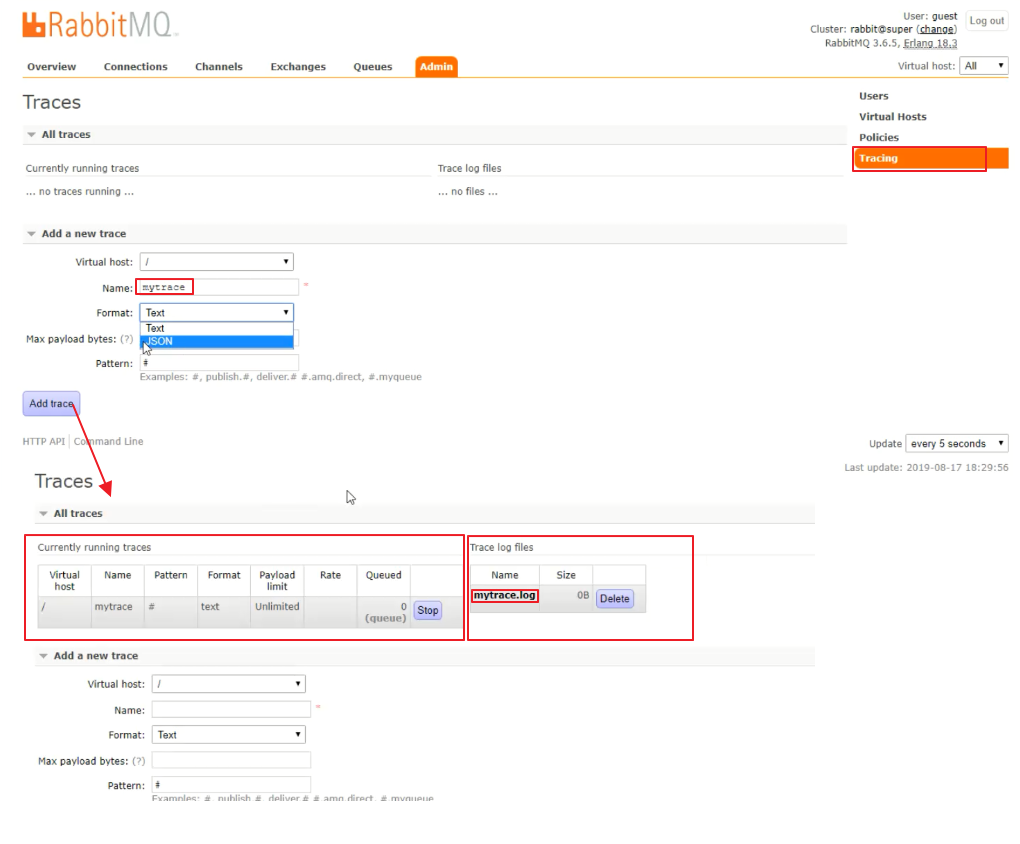 RabbitMQ
User: guest
Log out
Cluster: rabbit@super (change)
RabbitMQ 3.6.5, Erlang 18.3
Overview Connections Channels Exchanges Queues Admin
Virtual host: All
Traces
Users
Virtual Hosts
Policies
Tracing
All traces
Currently running traces
Trace log files
... no traces running ...
... no files ...
Add a new trace
Virtual host: /
Name: mytrace *
Format: Text
Text
JSON
Max payload bytes: (?)
Pattern: #
Examples: #, publish.#, deliver.# #.amq.direct, #.myqueue
Add trace
HTTP API Command Line
Update every 5 seconds
Last update: 2019-08-17 18:29:56
Traces
All traces
Currently running traces
Virtual host Name Pattern Format Payload limit Rate Queued
/ mytrace # text Unlimited 0 (queue) Stop
Trace log files
Name Size
mytrace.log 0B Delete
Add a new trace
Virtual host: /
Name: *
Format: Text
Max payload bytes: (?)
Pattern: #
Examples: #, publish.#, deliver.# #.amq.direct, #.myqueue